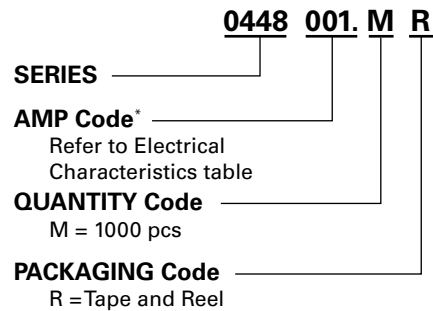 0448 001. M R
SERIES
AMP Code*
Refer to Electrical
Characteristics table
QUANTITY Code
M = 1000 pcs
PACKAGING Code
R = Tape and Reel